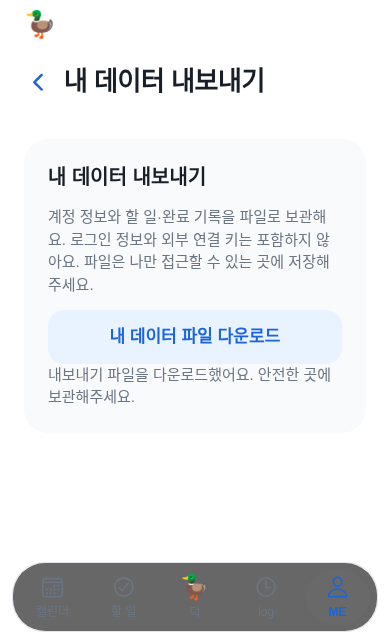 내 데이터 내보내기
내 데이터 내보내기
계정 정보와 할 일·완료 기록을 파일로 보관해
요. 로그인 정보와 외부 연결 키는 포함하지 않
아요. 파일은 나만 접근할 수 있는 곳에 저장해
주세요.
내 데이터 파일 다운로드
내보내기 파일을 다운로드했어요. 안전한 곳에
보관해주세요.
캘린더 할 일 덕 log ME